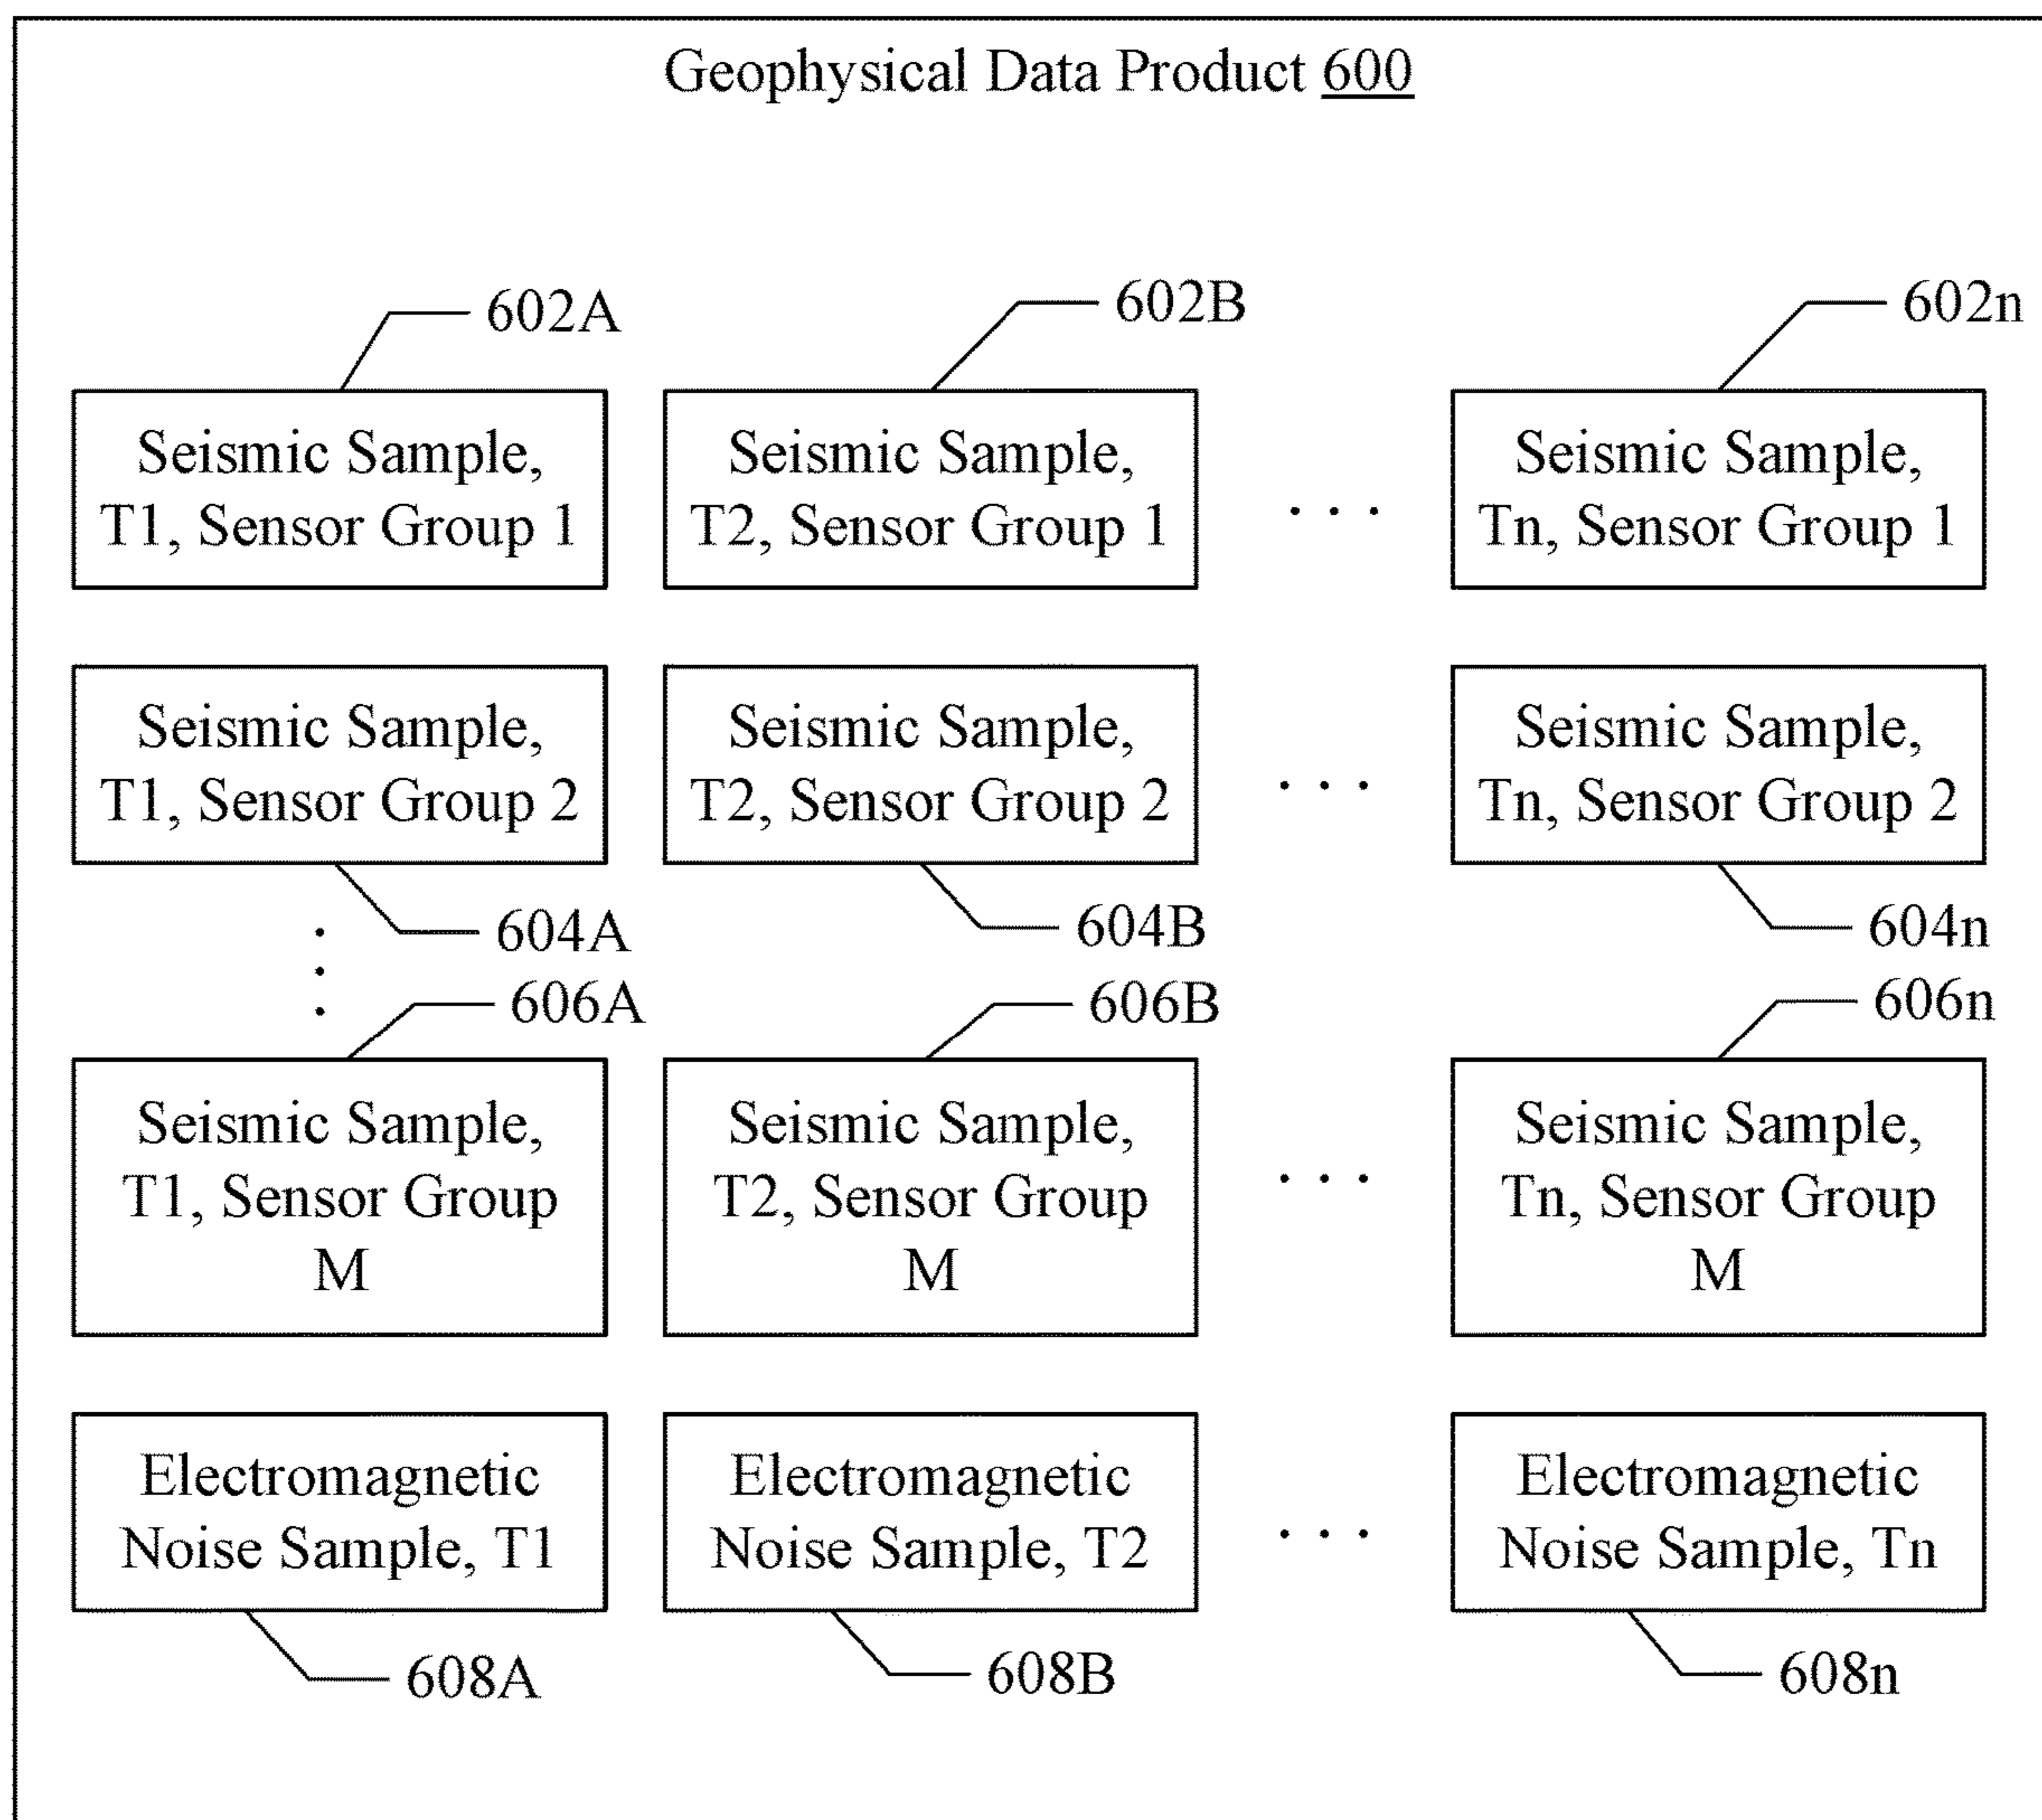 Geophysical Data Product 600
602A
602B
602n
Seismic Sample,
T1, Sensor Group 1
Seismic Sample,
T2, Sensor Group 1
. . .
Seismic Sample,
Tn, Sensor Group 1
Seismic Sample,
T1, Sensor Group 2
Seismic Sample,
T2, Sensor Group 2
. . .
Seismic Sample,
Tn, Sensor Group 2
604A
604B
604n
606A
606B
606n
Seismic Sample,
T1, Sensor Group
M
Seismic Sample,
T2, Sensor Group
M
. . .
Seismic Sample,
Tn, Sensor Group
M
Electromagnetic
Noise Sample, T1
Electromagnetic
Noise Sample, T2
. . .
Electromagnetic
Noise Sample, Tn
608A
608B
608n